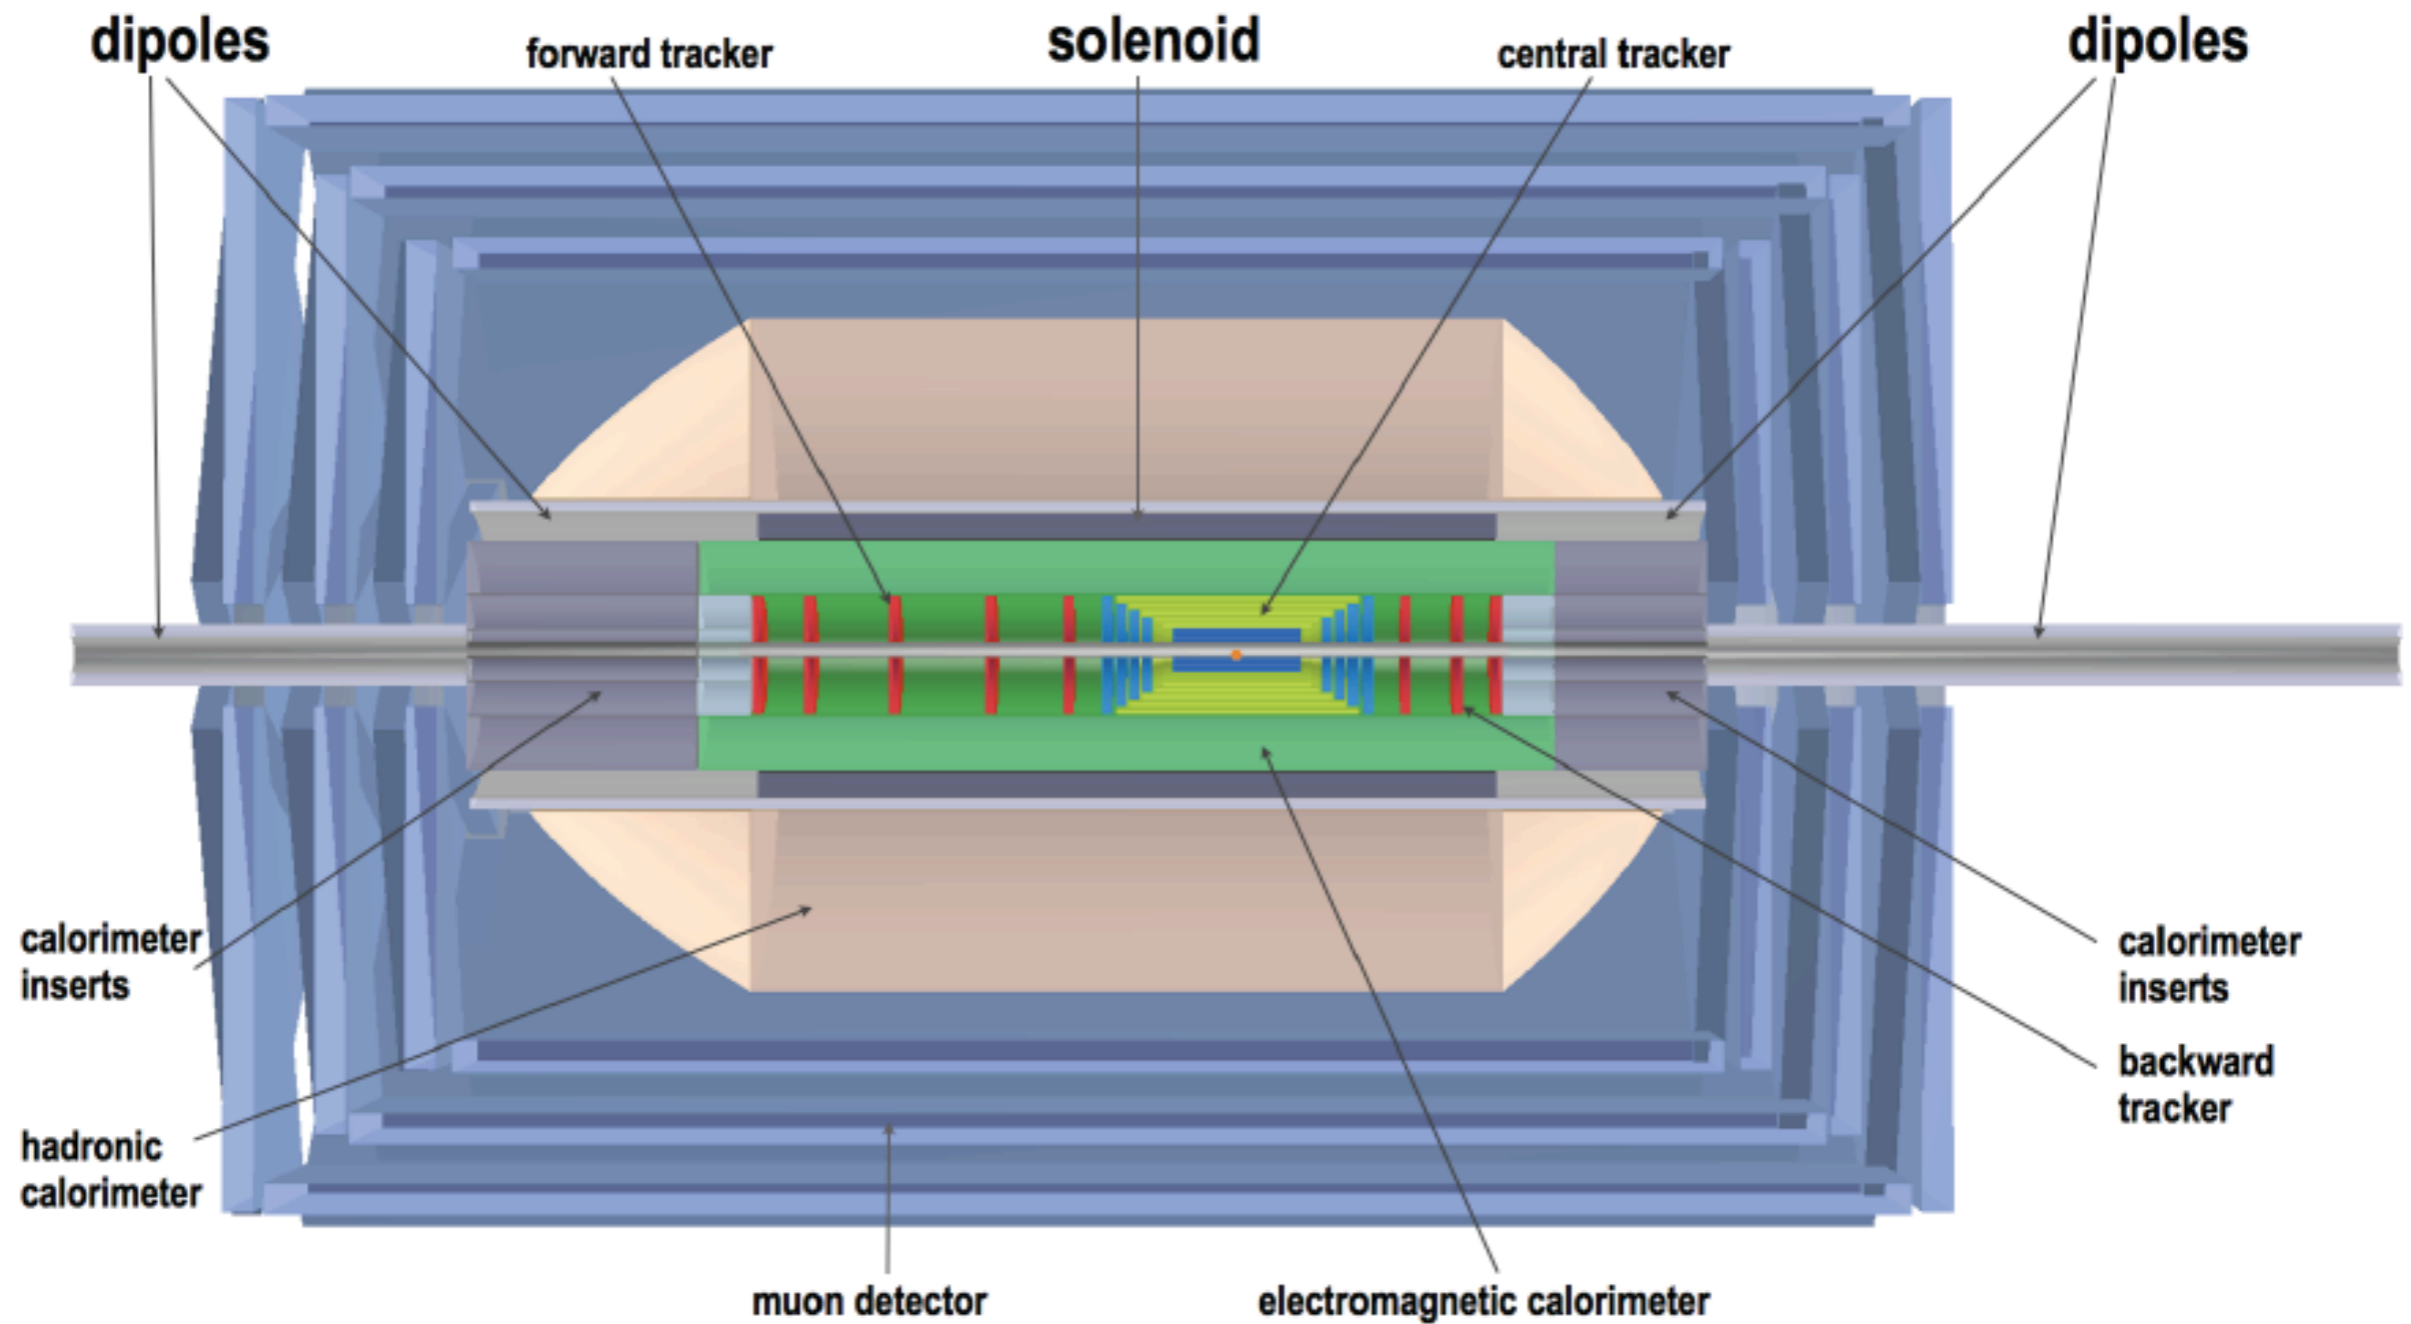 dipoles
forward tracker
solenoid
central tracker
dipoles
calorimeter
inserts
hadronic
calorimeter
calorimeter
inserts
backward
tracker
muon detector
electromagnetic calorimeter